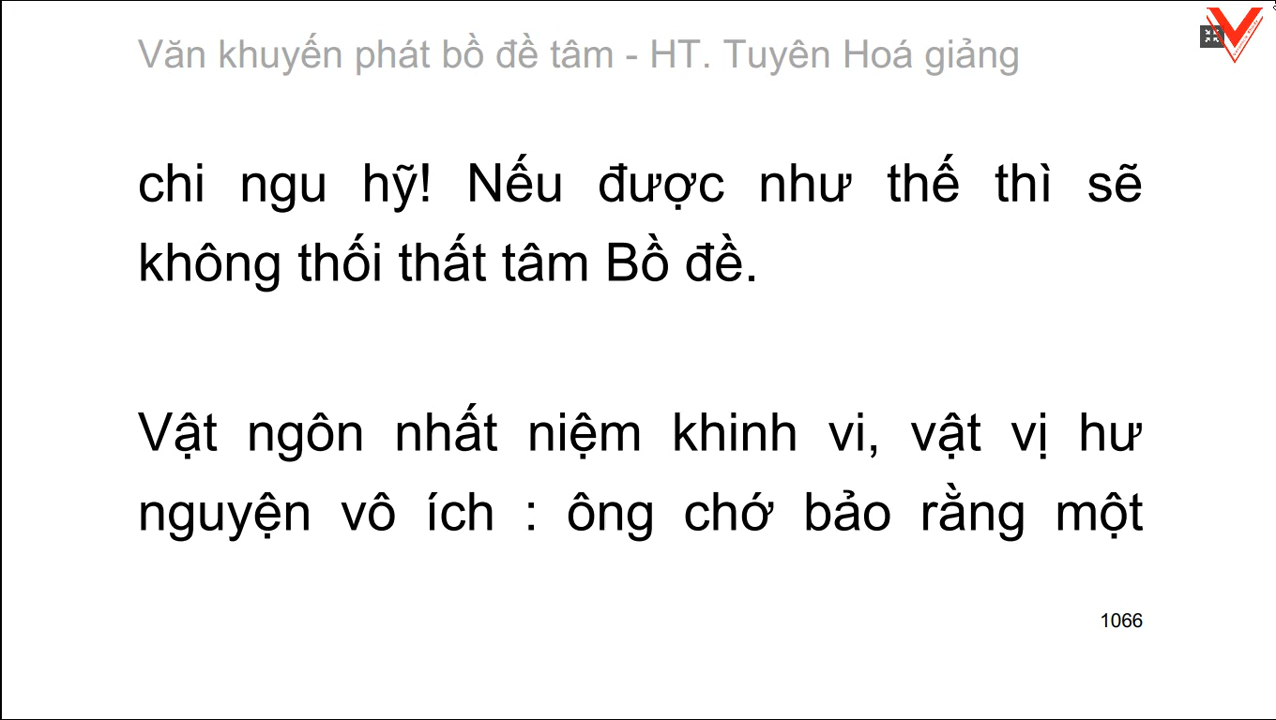 Văn khuyến phát bồ đề tâm - HT. Tuyên Hoá giảng
chi ngu hỹ! Nếu được như thế thì sẽ
không thối thất tâm Bồ đề.
Vật ngôn nhất niệm khinh vi, vật vị hư
nguyện vô ích : ông chớ bảo rằng một
1066